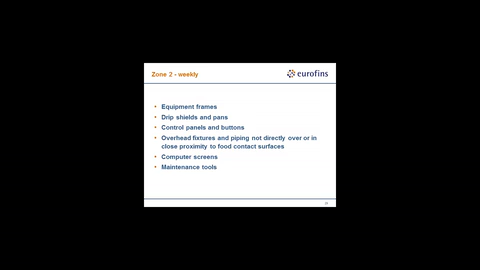 Zone 2 - weekly
eurofins
• Equipment frames
• Drip shields and pans
• Control panels and buttons
• Overhead fixtures and piping not directly over or in
close proximity to food contact surfaces
• Computer screens
• Maintenance tools